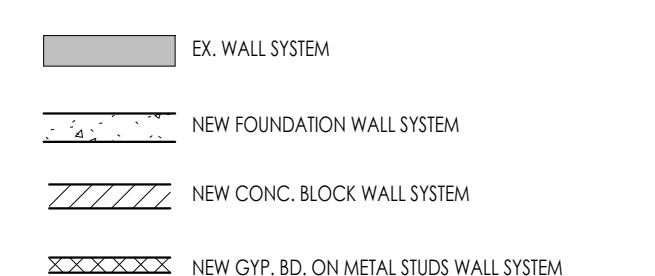 EX. WALL SYSTEM
NEW FOUNDATION WALL SYSTEM
NEW CONC. BLOCK WALL SYSTEM
NEW GYP. BD. ON METAL STUDS WALL SYSTEM